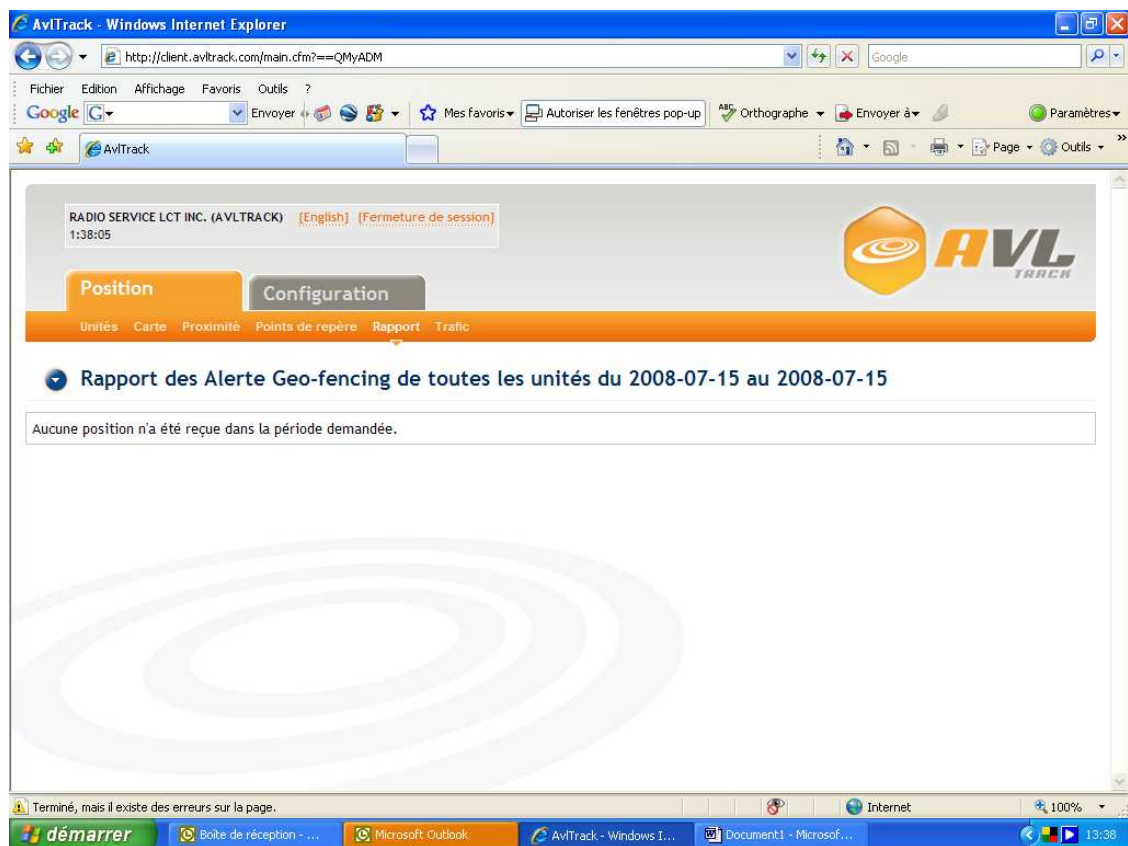 AvlTrack - Windows Internet Explorer
http://client.avltrack.com/main.cfm?==QMyADM
Google
Fichier Edition Affichage Favoris Outils ?
Google G Envoyer Mes favoris Autoriser les fenêtres pop-up ABC Orthographe Envoyer à Paramètres
AvlTrack
Page Outils »
RADIO SERVICE LCT INC. (AVLTRACK) [English] [Fermeture de session]
1:38:05
AVL
TRACK
Position Configuration
Unités Carte Proximité Points de repère Rapport Trafic
Rapport des Alerte Geo-fencing de toutes les unités du 2008-07-15 au 2008-07-15
Aucune position n'a été reçue dans la période demandée.
Terminé, mais il existe des erreurs sur la page.
Internet
100%
démarrer
Boîte de réception - ...
Microsoft Outlook
AvlTrack - Windows I...
Document1 - Microsof...
13:38